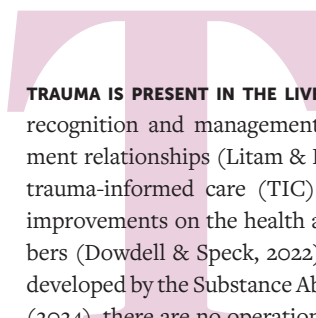 T
TRAUMA IS PRESENT IN THE
recognition and management
ment relationships (Litam &
trauma-informed care (TIC)
improvements on the health
bers (Dowdell & Speck, 2022)
developed by the Substance
(2024), there are no